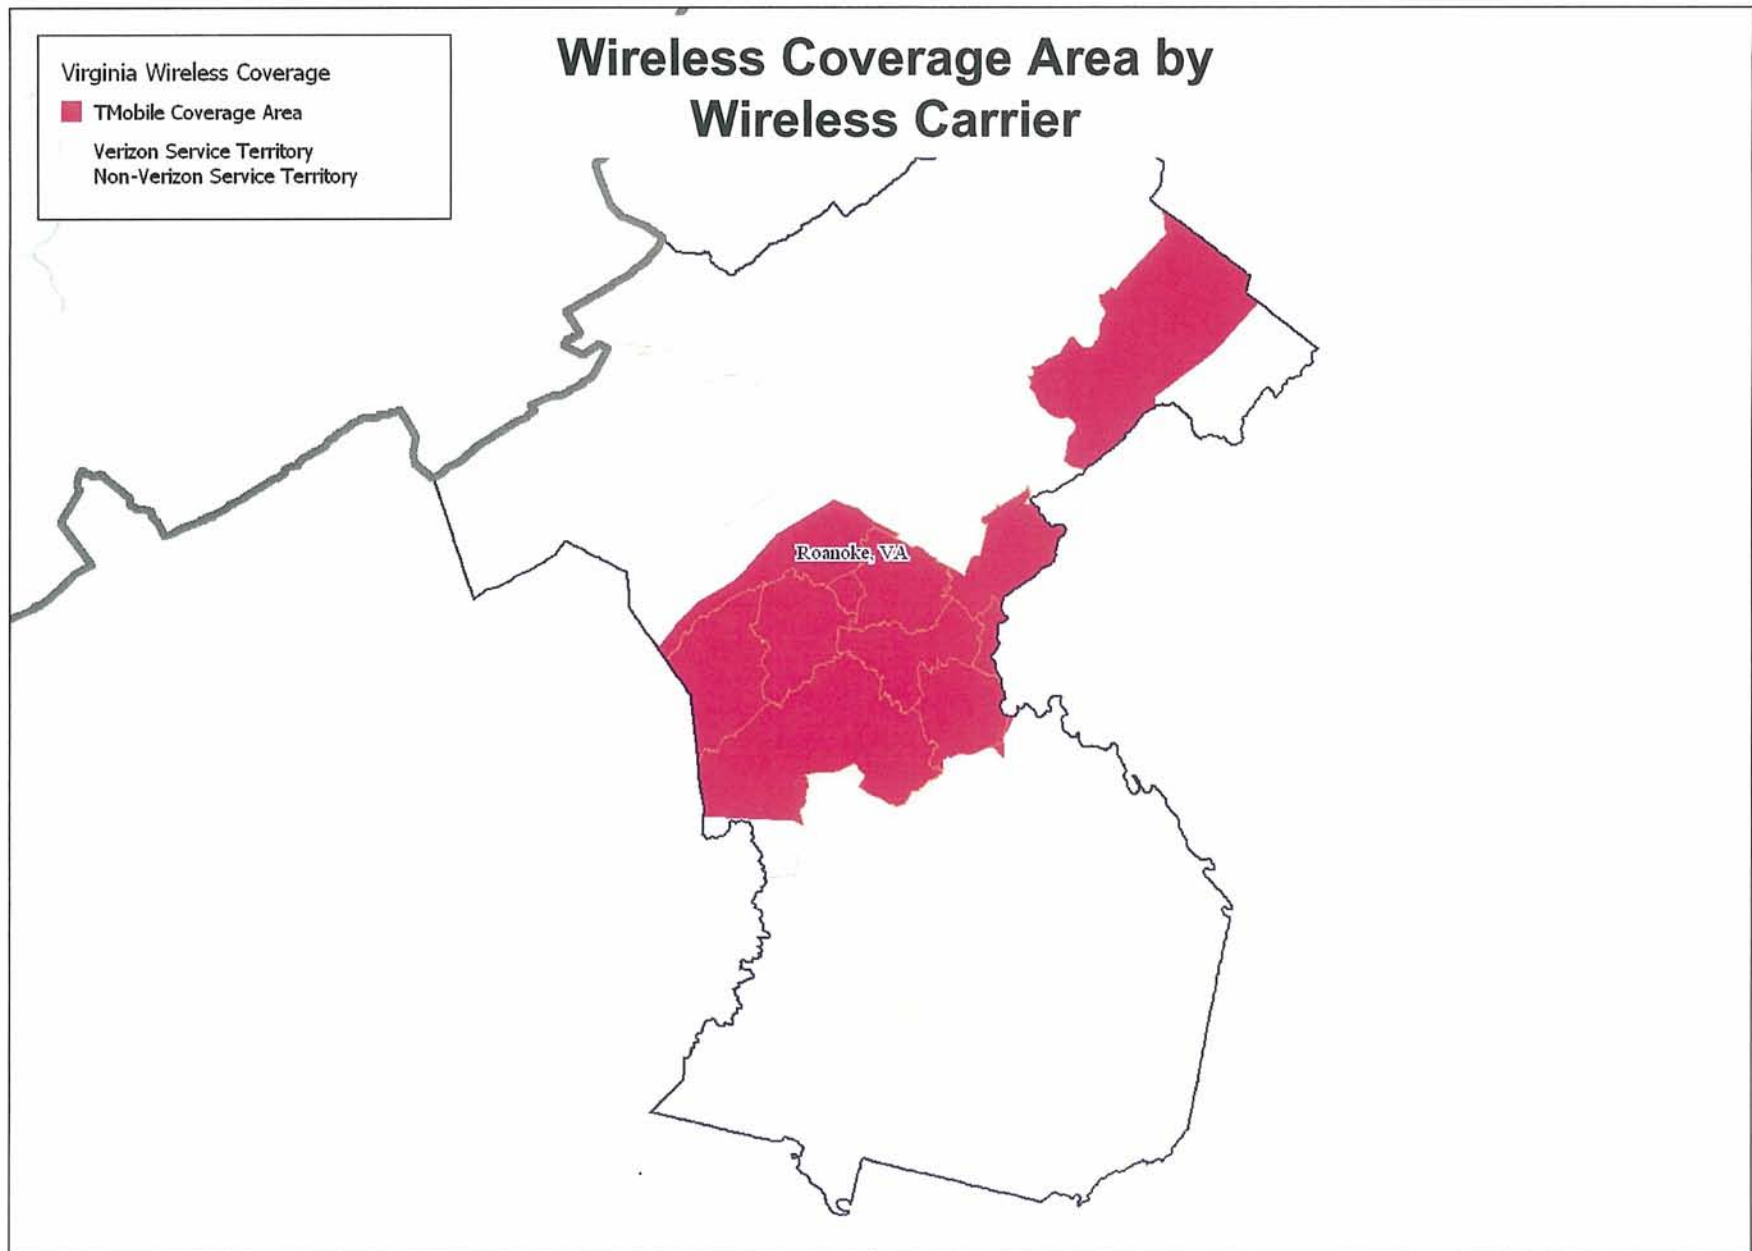 Wireless Coverage Area by
Wireless Carrier
Virginia Wireless Coverage
TMobile Coverage Area
Verizon Service Territory
Non-Verizon Service Territory
Roanoke, VA